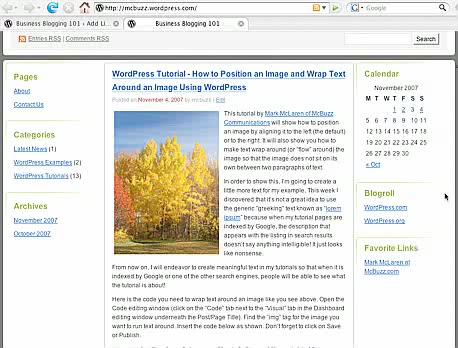 http://mcbuzz.wordpress.com/
Google
Business Blogging 101 › Add Li...
Business Blogging 101
Entries RSS | Comments RSS
Search
Pages
About
Contact Us
Categories
Latest News (1)
WordPress Examples (2)
WordPress Tutorials (13)
Archives
November 2007
October 2007
WordPress Tutorial - How to Position an Image and Wrap Text
Around an Image Using WordPress
Posted on November 4, 2007 by mcbuzz | Edit
This tutorial by Mark McLaren of McBuzz
Communications will show how to position
an image by aligning it to the left (the default)
or to the right. It will also show you how to
make text wrap around (or "flow" around) the
image so that the image does not sit on its
own between two paragraphs of text.
In order to show this, I'm going to create a
little more text for my example. This week I
discovered that it's not a great idea to use
the generic "greeking" text known as "lorem
ipsum" because when my tutorial pages are
indexed by Google, the description that
appears with the listing in search results
doesn't say anything intelligible! It just looks
like nonsense.
From now on, I will endeavor to create meaningful text in my tutorials so that when it is
indexed by Google or one of the other search engines, people will be able to see what
the tutorial is about!
Here is the code you need to wrap text around an image like you see above. Open the
Code editing window (click on the "Code" tab next to the "Visual" tab in the Dashboard
editing window underneath the Post/Page Title). Find the "img" tag for the image you
want to run text around. Insert the code below as shown. Don't forget to click on Save
or Publish.
Calendar
November 2007
M T W T F S S
1 2 3 4
5 6 7 8 9 10 11
12 13 14 15 16 17 18
19 20 21 22 23 24 25
26 27 28 29 30
« Oct
Blogroll
WordPress.com
WordPress.org
Favorite Links
Mark McLaren at
McBuzz.com